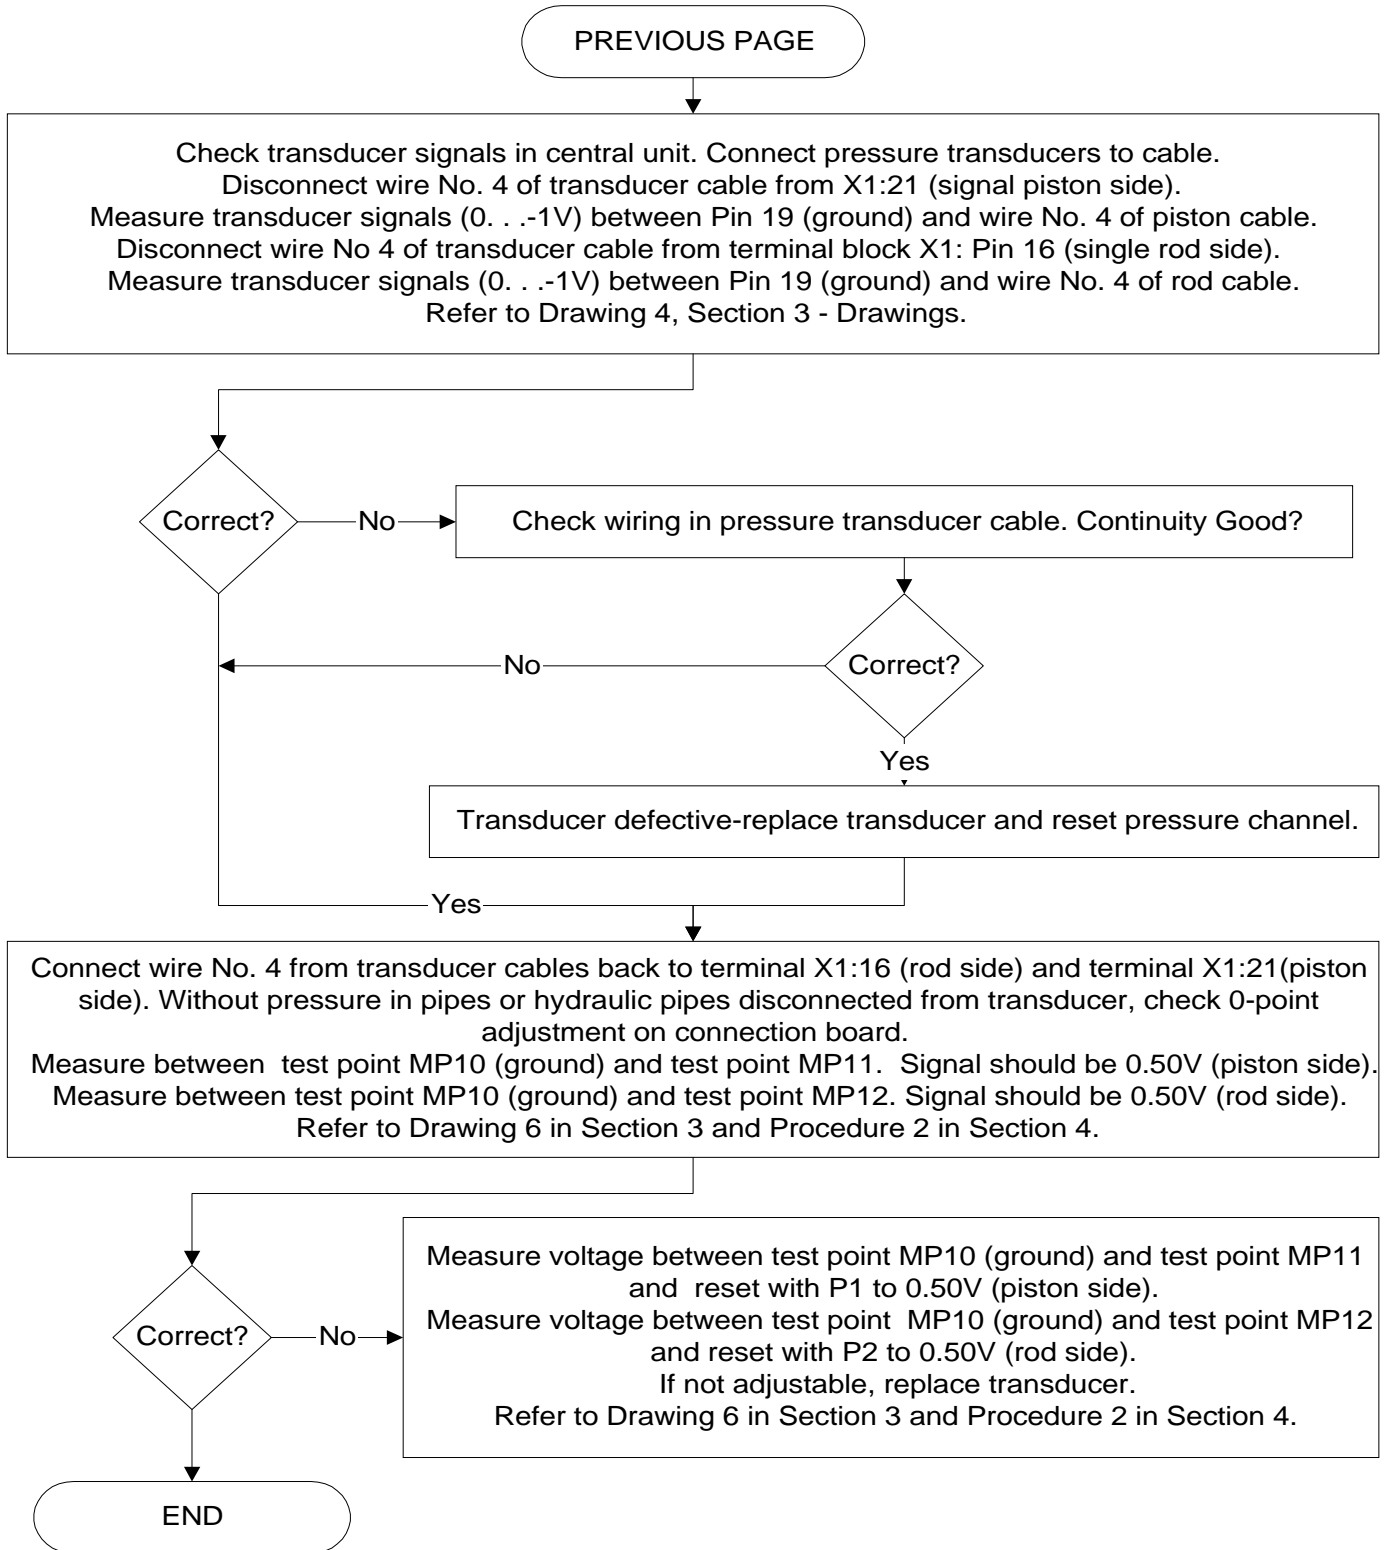 PREVIOUS PAGE
Check transducer signals in central unit. Connect pressure transducers to cable.
Disconnect wire No. 4 of transducer cable from X1:21 (signal piston side).
Measure transducer signals (0. . .-1V) between Pin 19 (ground) and wire No. 4 of piston cable.
Disconnect wire No 4 of transducer cable from terminal block X1: Pin 16 (single rod side).
Measure transducer signals (0. . .-1V) between Pin 19 (ground) and wire No. 4 of rod cable.
Refer to Drawing 4, Section 3 - Drawings.
Correct?
No
Check wiring in pressure transducer cable. Continuity Good?
No
Correct?
Yes
Transducer defective-replace transducer and reset pressure channel.
Yes
Connect wire No. 4 from transducer cables back to terminal X1:16 (rod side) and terminal X1:21(piston
side). Without pressure in pipes or hydraulic pipes disconnected from transducer, check 0-point
adjustment on connection board.
Measure between  test point MP10 (ground) and test point MP11.  Signal should be 0.50V (piston side).
Measure between test point MP10 (ground) and test point MP12. Signal should be 0.50V (rod side).
Refer to Drawing 6 in Section 3 and Procedure 2 in Section 4.
Correct?
No
Measure voltage between test point MP10 (ground) and test point MP11
and  reset with P1 to 0.50V (piston side).
Measure voltage between test point  MP10 (ground) and test point MP12
and reset with P2 to 0.50V (rod side).
If not adjustable, replace transducer.
Refer to Drawing 6 in Section 3 and Procedure 2 in Section 4.
END